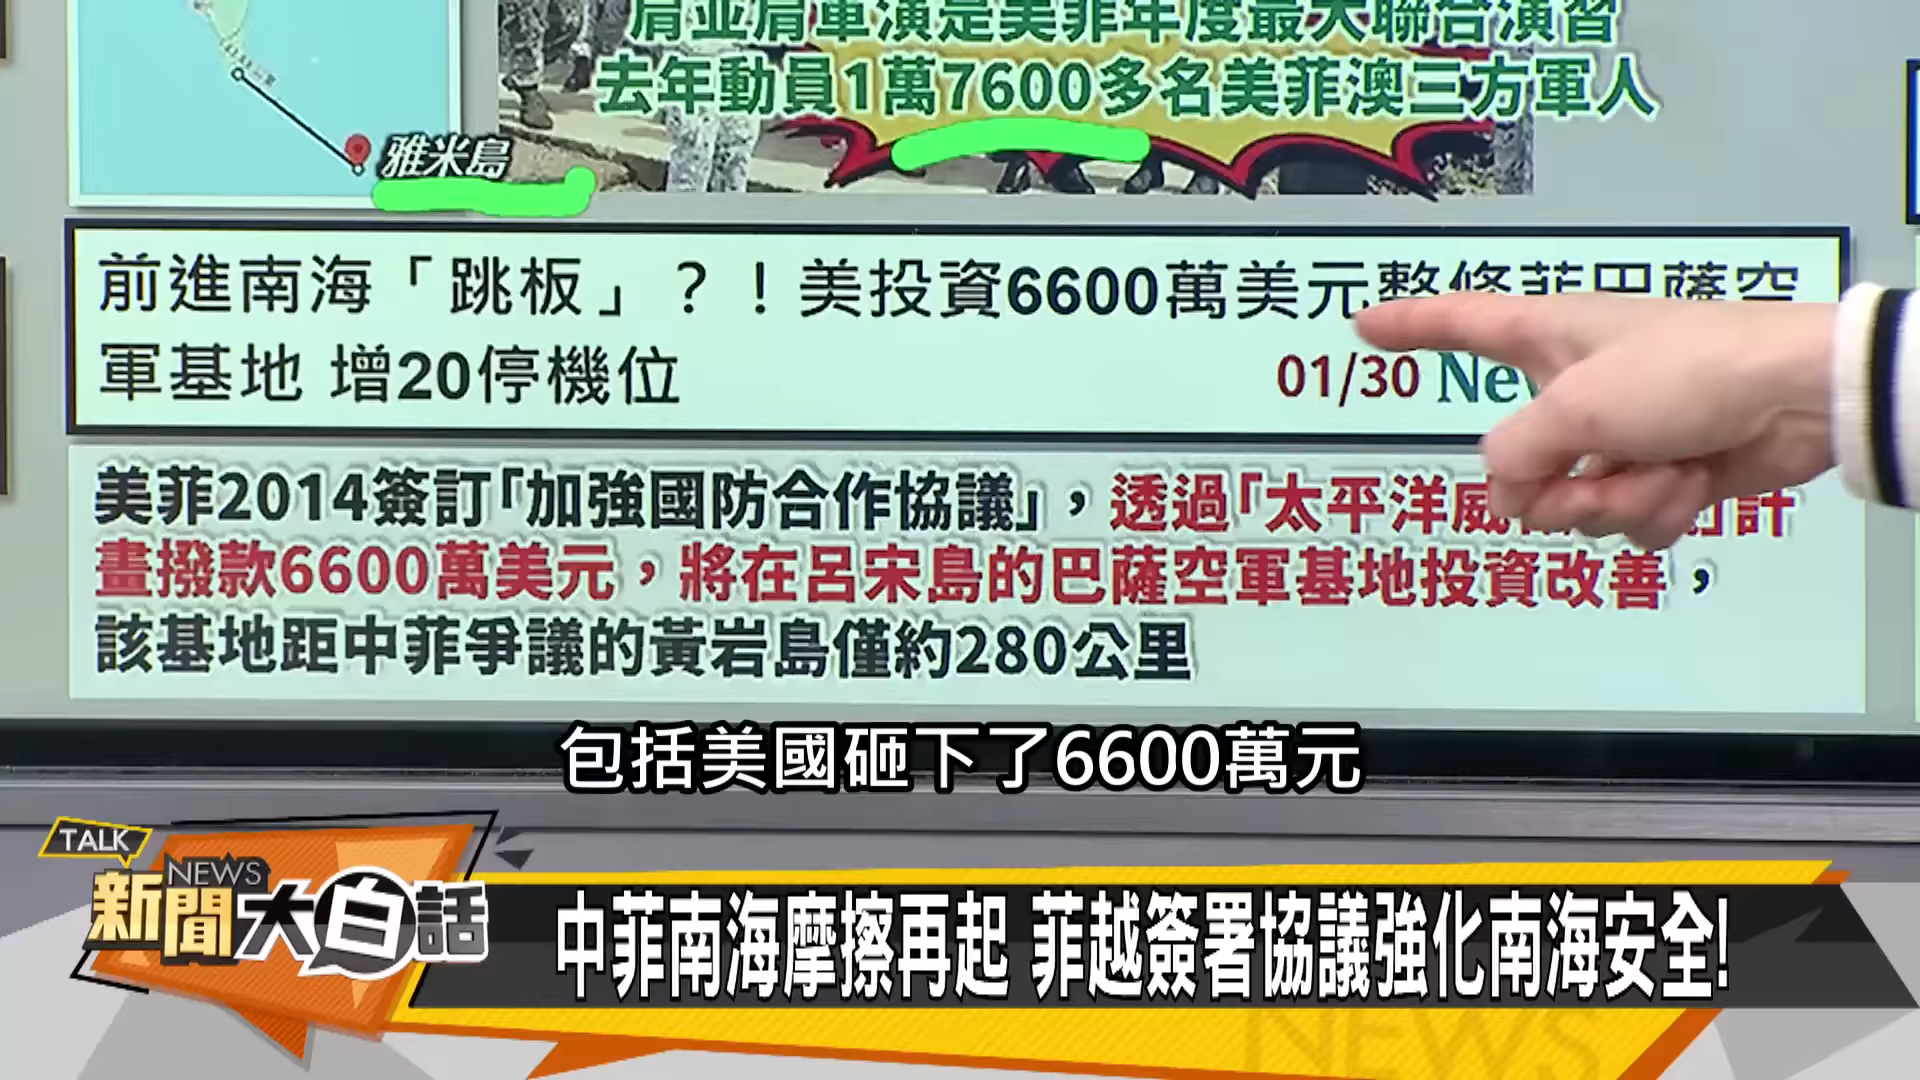 肩並肩軍演是美菲年度最大聯合演習
去年動員1萬7600多名美菲澳三方軍人
雅米島
前進南海「跳板」?!美投資6600萬美元整修菲巴薩空
軍基地 增20停機位
01/30 New
美菲2014簽訂「加強國防合作協議」,透過「太平洋威 」計
畫撥款6600萬美元,將在呂宋島的巴薩空軍基地投資改善,
該基地距中菲爭議的黃岩島僅約280公里
包括美國砸下了6600萬元
TALK
NEWS
新聞大白話
中菲南海摩擦再起 菲越簽署協議強化南海安全!
NEWS